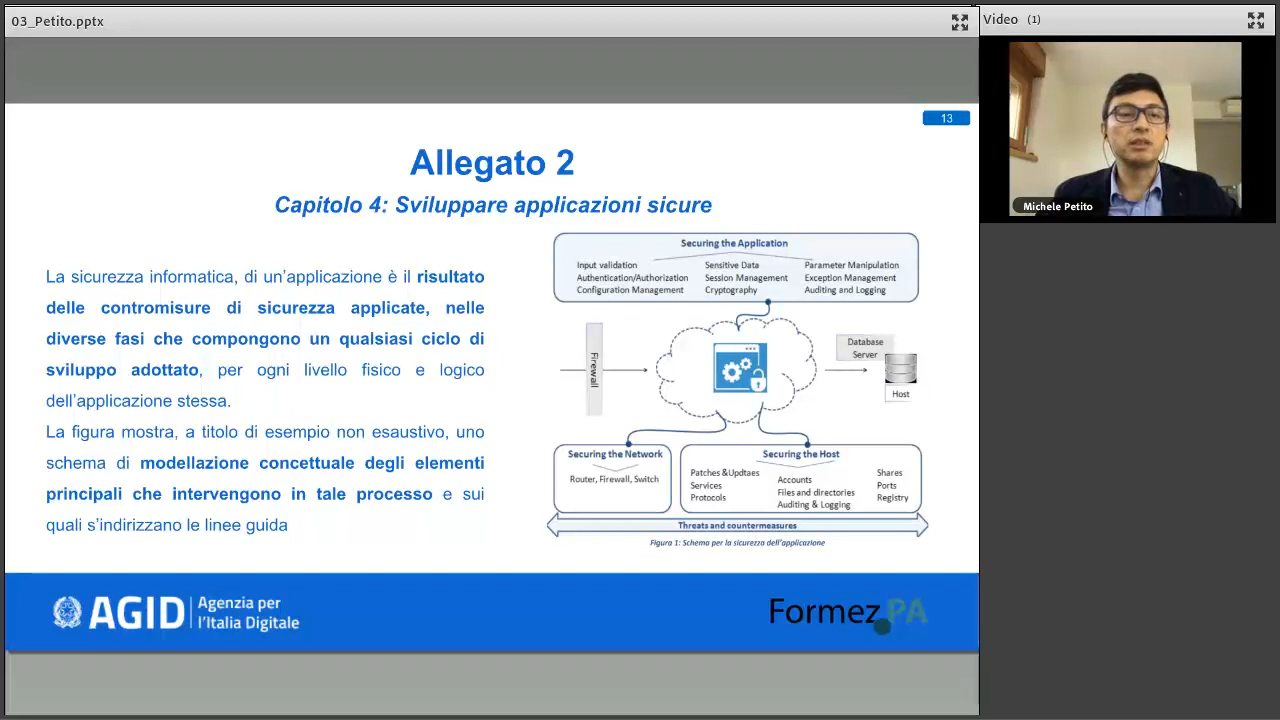 03_Petito.pptx
Video (1)
Michele Petito
13
Allegato 2
Capitolo 4: Sviluppare applicazioni sicure
La sicurezza informatica, di un’applicazione è il risultato
delle contromisure di sicurezza applicate, nelle
diverse fasi che compongono un qualsiasi ciclo di
sviluppo adottato, per ogni livello fisico e logico
dell’applicazione stessa.
La figura mostra, a titolo di esempio non esaustivo, uno
schema di modellazione concettuale degli elementi
principali che intervengono in tale processo e sui
quali s’indirizzano le linee guida
Securing the Application
Input validation
Authentication/Authorization
Configuration Management
Sensitive Data
Session Management
Cryptography
Parameter Manipulation
Exception Management
Auditing and Logging
Firewall
Database
Server
Host
Securing the Network
Router, Firewall, Switch
Securing the Host
Patches &Updtaes
Services
Protocols
Accounts
Files and directories
Auditing & Logging
Shares
Ports
Registry
Threats and countermeasures
Figura 1: Schema per la sicurezza dell’applicazione
AGID
Agenzia per
l’Italia Digitale
Formez PA